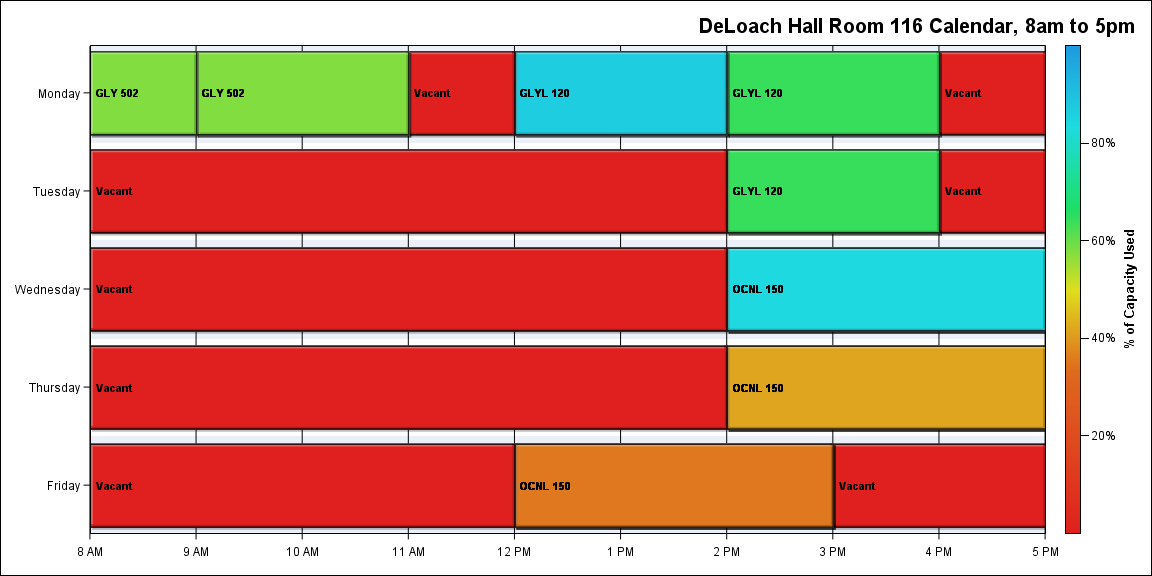 DeLoach Hall Room 116 Calendar, 8am to 5pm
Monday
GLY 502
GLY 502
Vacant
GLYL 120
GLYL 120
Vacant
Tuesday
Vacant
GLYL 120
Vacant
Wednesday
Vacant
OCNL 150
Thursday
Vacant
OCNL 150
Friday
Vacant
OCNL 150
Vacant
8 AM
9 AM
10 AM
11 AM
12 PM
1 PM
2 PM
3 PM
4 PM
5 PM
80%
60%
40%
20%
% of Capacity Used